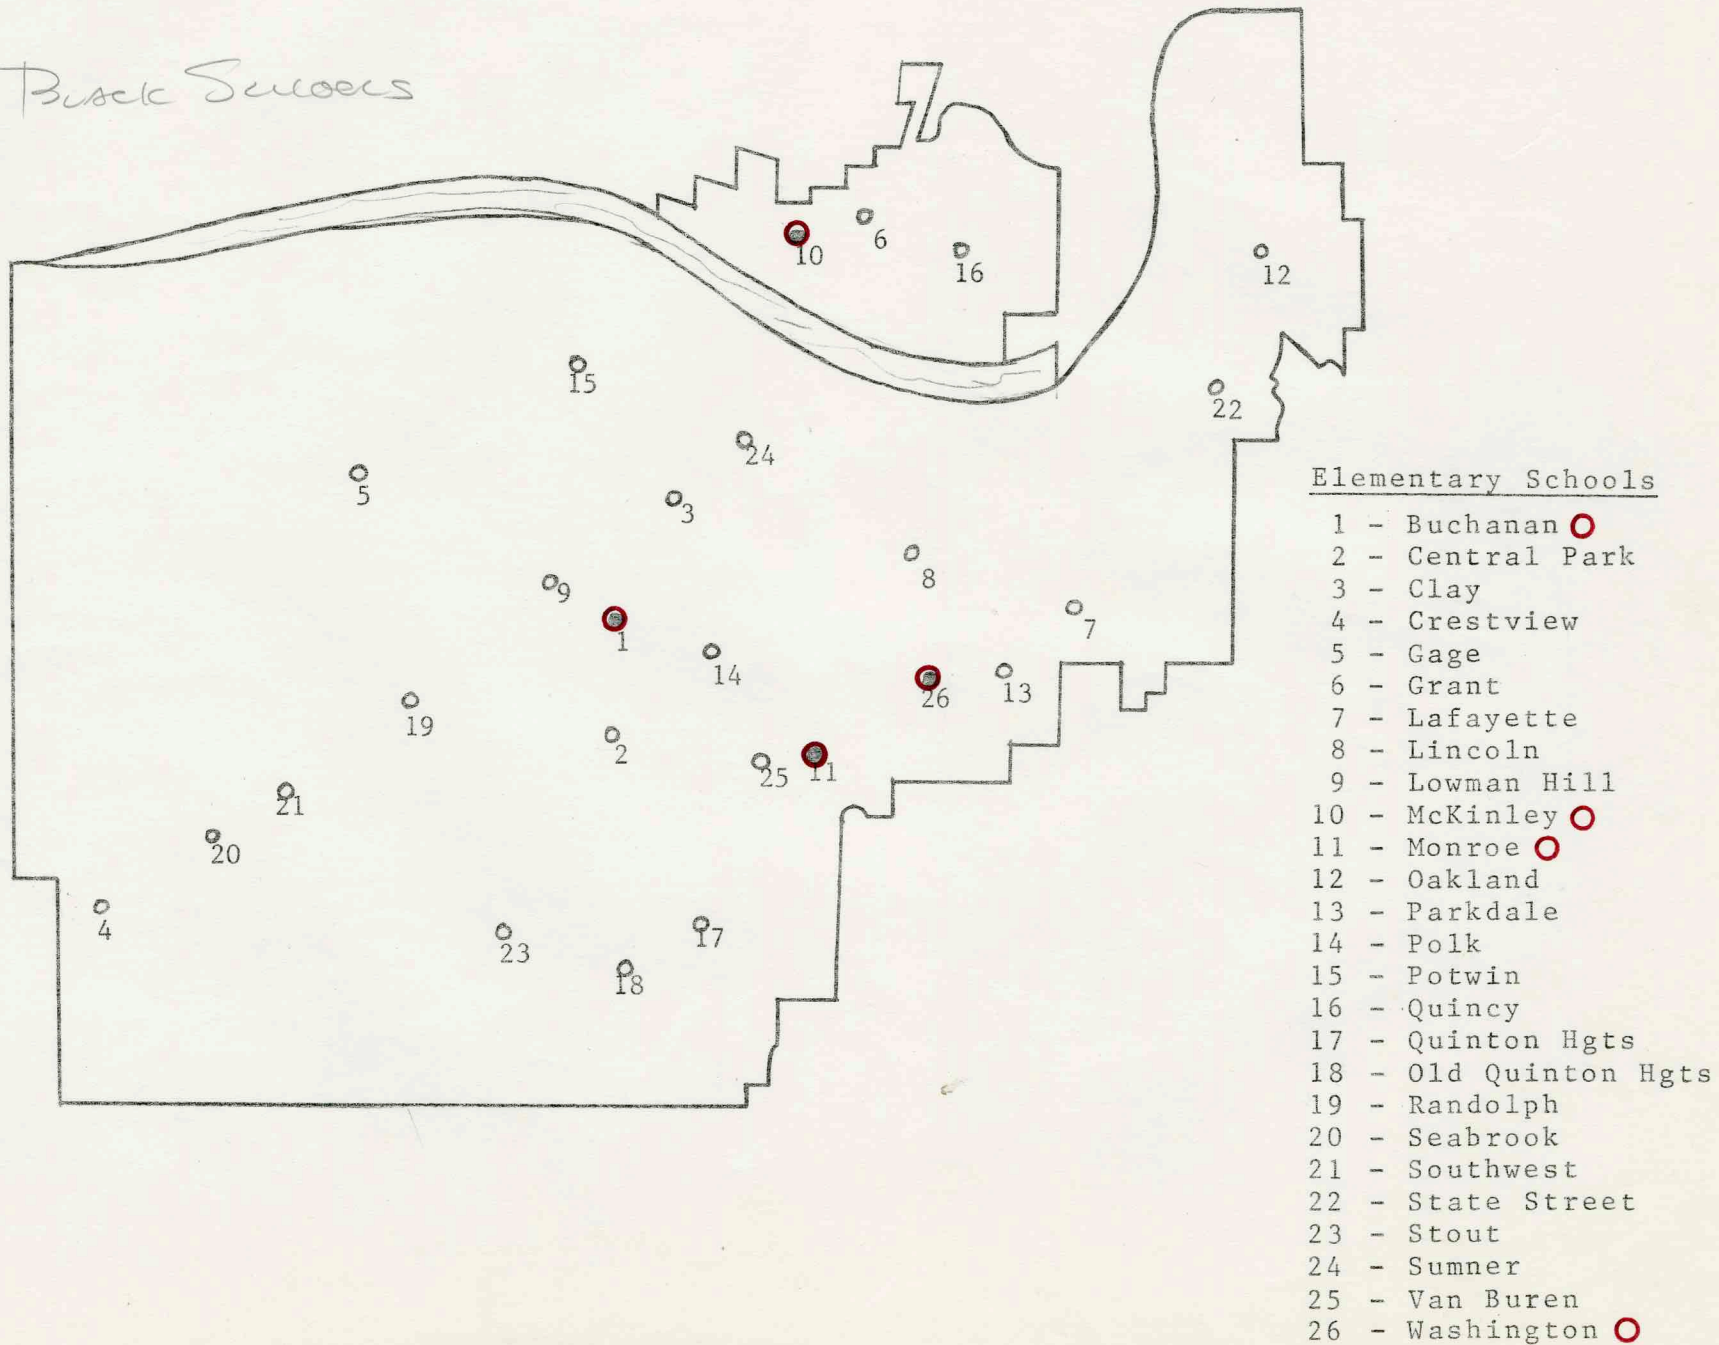 Black Schools
10
6
16
12
15
22
24
5
3
8
9
7
1
14
26
13
19
2
25
11
21
20
4
23
17
18
Elementary Schools
1 - Buchanan
2 - Central Park
3 - Clay
4 - Crestview
5 - Gage
6 - Grant
7 - Lafayette
8 - Lincoln
9 - Lowman Hill
10 - McKinley
11 - Monroe
12 - Oakland
13 - Parkdale
14 - Polk
15 - Potwin
16 - Quincy
17 - Quinton Hgts
18 - Old Quinton Hgts
19 - Randolph
20 - Seabrook
21 - Southwest
22 - State Street
23 - Stout
24 - Sumner
25 - Van Buren
26 - Washington